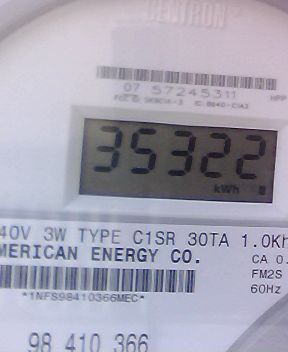 CENTRON
07 57245311
35322
kWh
40V 3W TYPE C1SR 30TA 1.0Kh
MERICAN ENERGY CO.
CA 0.
FM2S
60Hz
*1NFS98410366MEC*
98 410 366